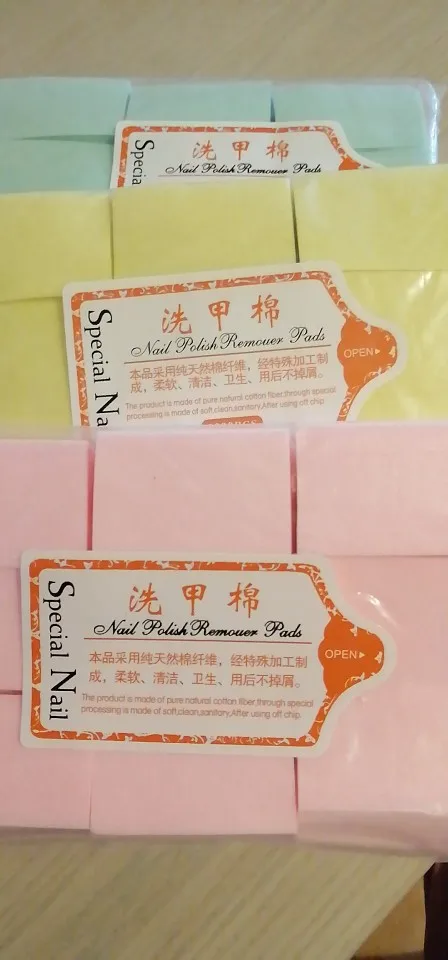 洗甲棉
Nail Polish Remouer Pads
Specia
洗甲棉
Nail Polish Remouer Pads
OPEN
本品采用纯天然棉纤维，经特殊加工制
成，柔软、清洁、卫生、用后不掉屑。
The product is made of pure natural cotton fiber,through special
processing is made of soft,clean,sanitary,After using off chip
Special Na
洗甲棉
Nail Polish Remouer Pads
OPEN
本品采用纯天然棉纤维，经特殊加工制
成，柔软、清洁、卫生、用后不掉屑。
The product is made of pure natural cotton fiber,through special
processing is made of soft,clean,sanitary,After using off chip.
Special Nail